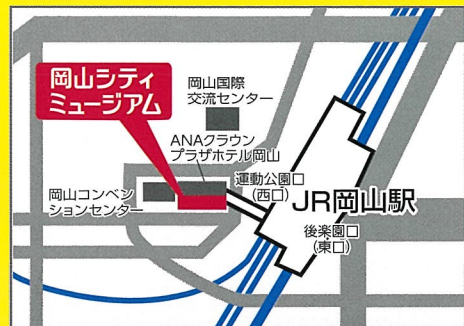 岡山シティ
ミュージアム
岡山国際
交流センター
ANAクラウン
プラザホテル岡山
岡山コンベン
ションセンター
運動公園口
(西口)
JR岡山駅
後楽園口
(東口)